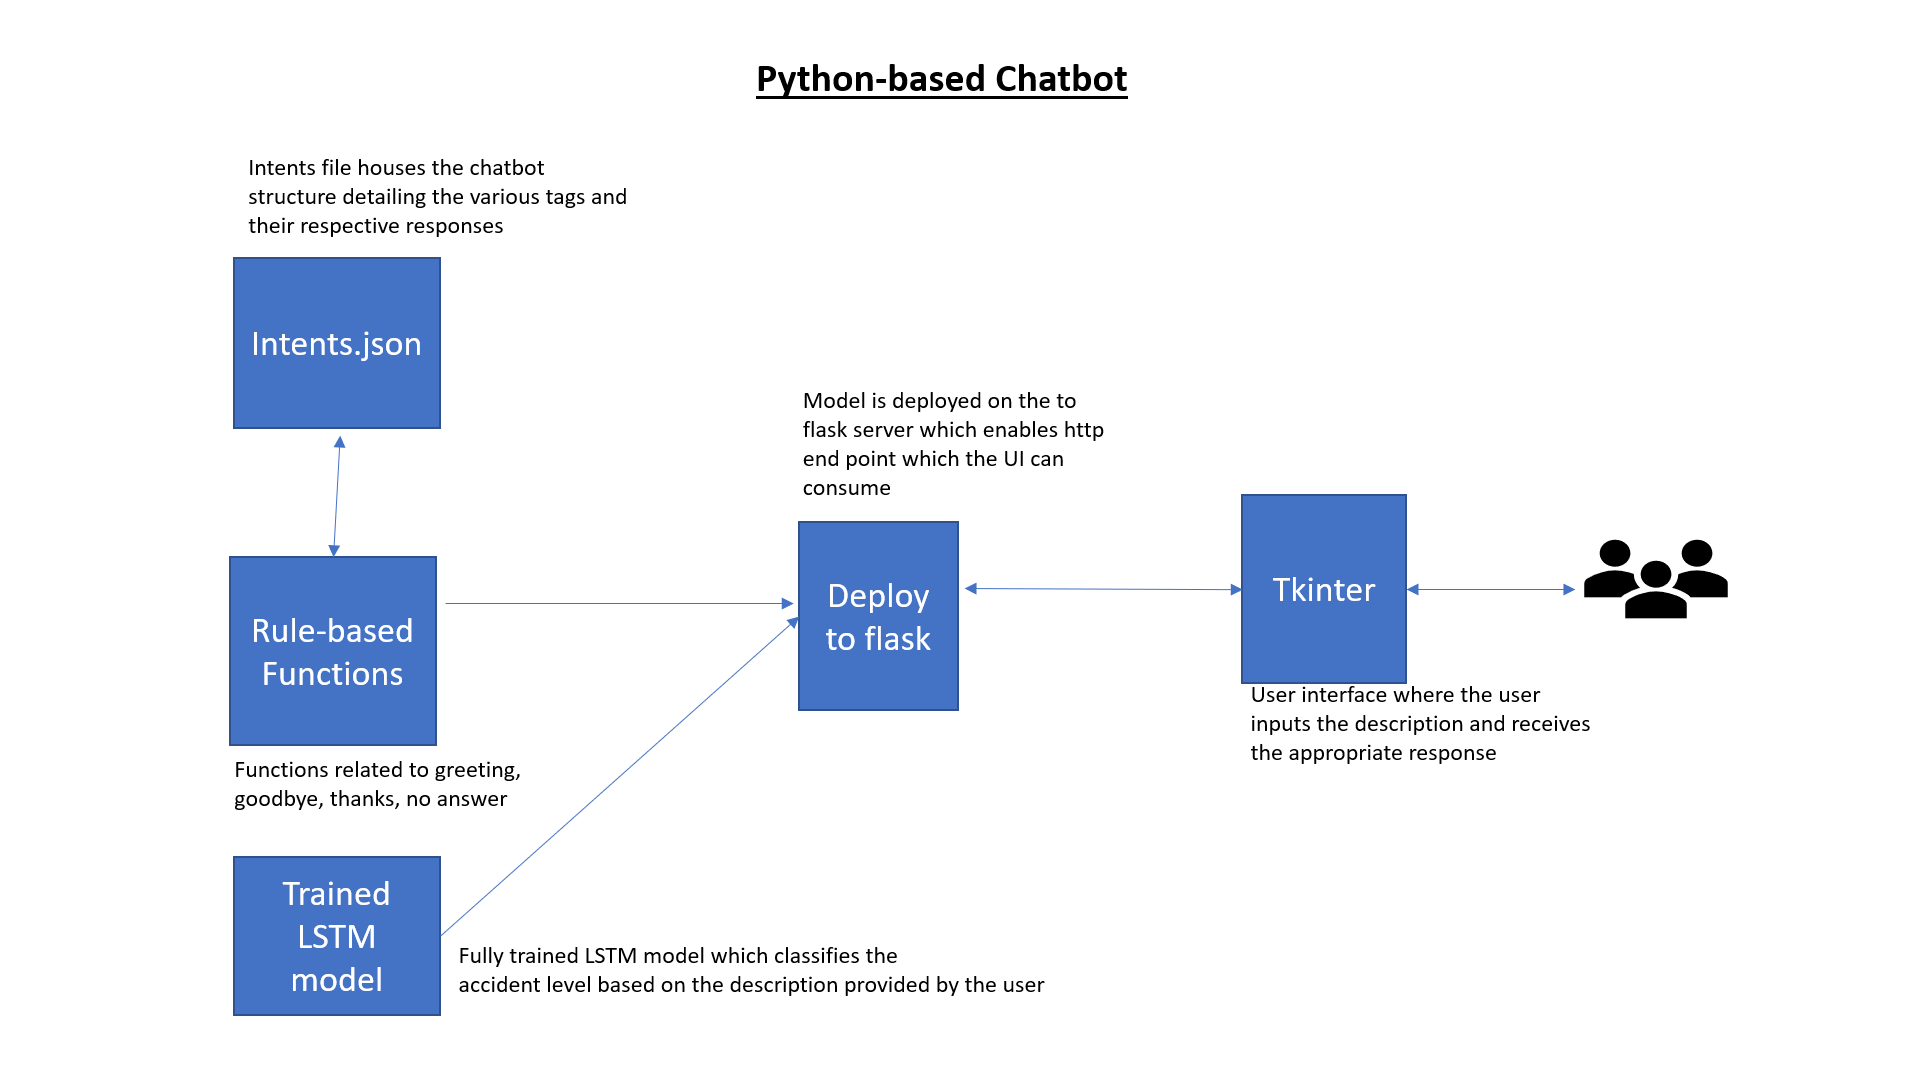 Python-based Chatbot
Intents file houses the chatbot
structure detailing the various tags and
their respective responses
Intents.json
Model is deployed on the to
flask server which enables http
end point which the UI can
consume
Rule-based
Functions
Deploy
to flask
Tkinter
User interface where the user
inputs the description and receives
the appropriate response
Functions related to greeting,
goodbye, thanks, no answer
Trained
LSTM
model
Fully trained LSTM model which classifies the
accident level based on the description provided by the user